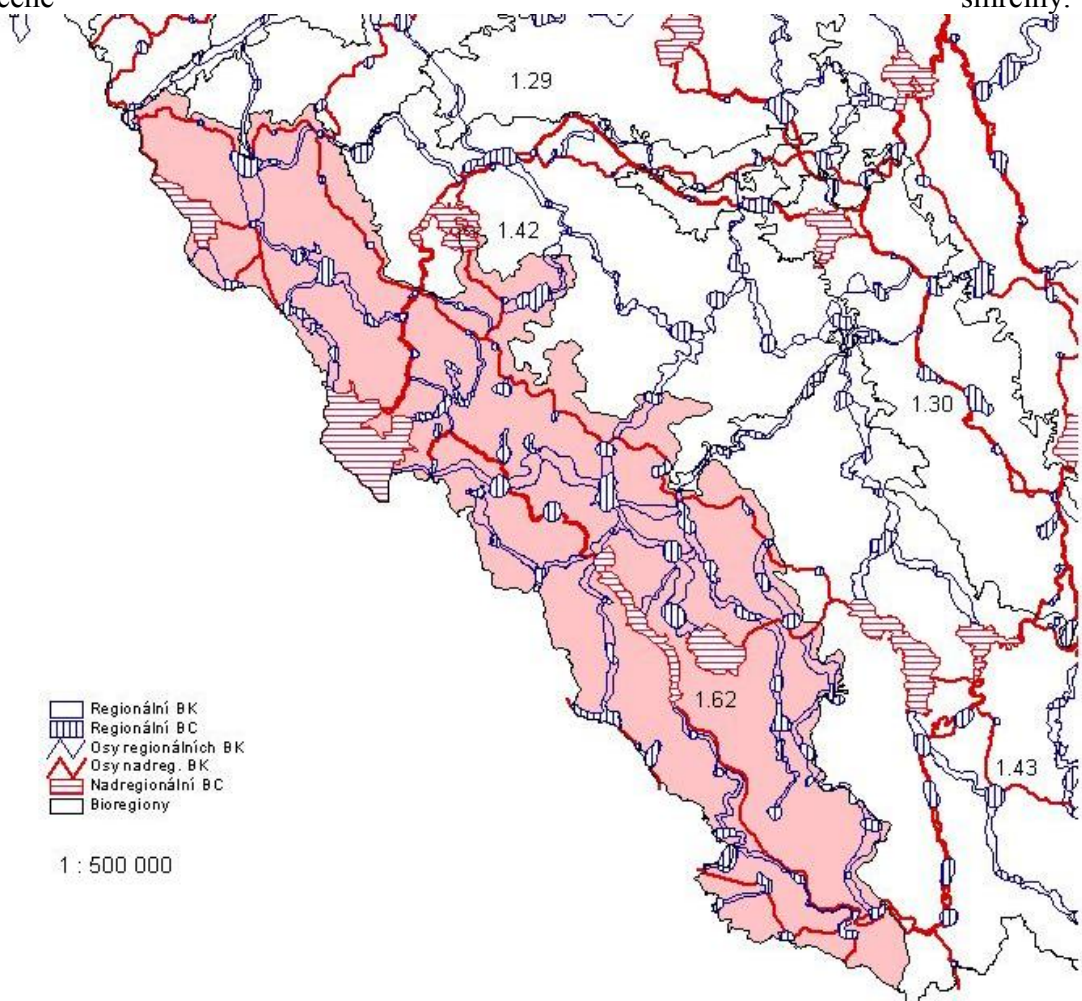 smrčiny.
1.29
1.42
1.30
1.62
1.43
Regionální BK
Regionální BC
Osy regionálních BK
Osy nadreg. BK
Nadregionální BC
Bioregiony
1 : 500 000